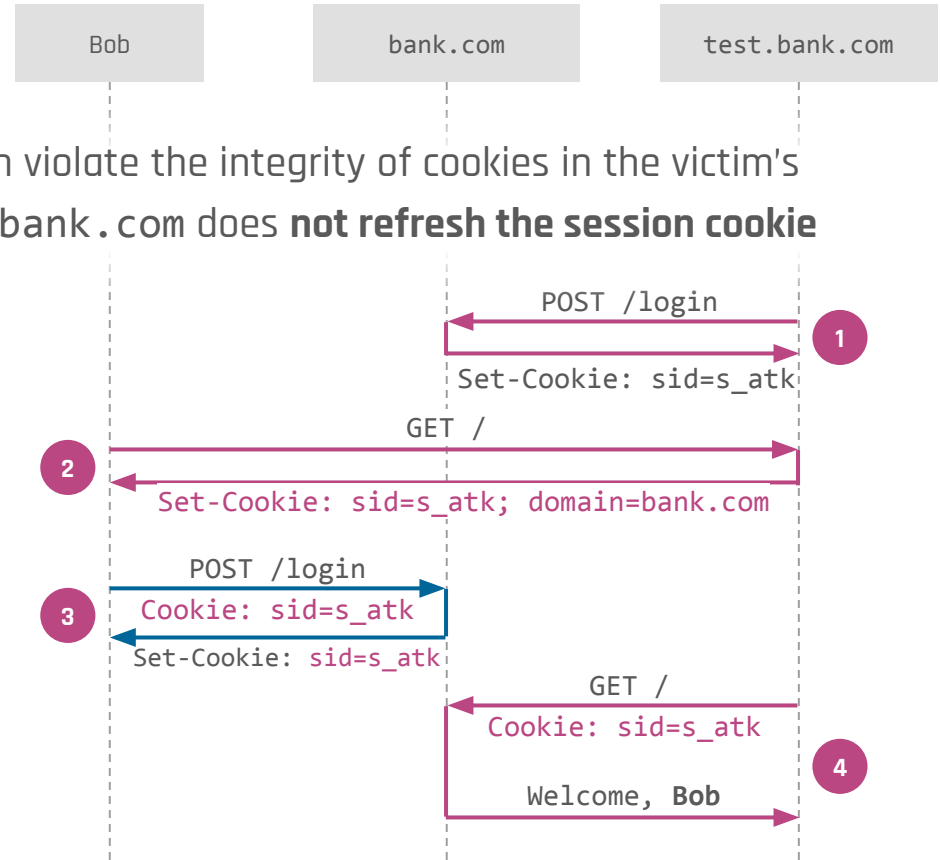 Bob
bank.com
test.bank.com
violate the integrity of cookies in the victim's
bank.com does not refresh the session cookie
POST /login
1
Set-Cookie: sid=s_atk
GET /
2
Set-Cookie: sid=s_atk; domain=bank.com
POST /login
3
Cookie: sid=s_atk
Set-Cookie: sid=s_atk
GET /
Cookie: sid=s_atk
4
Welcome, Bob